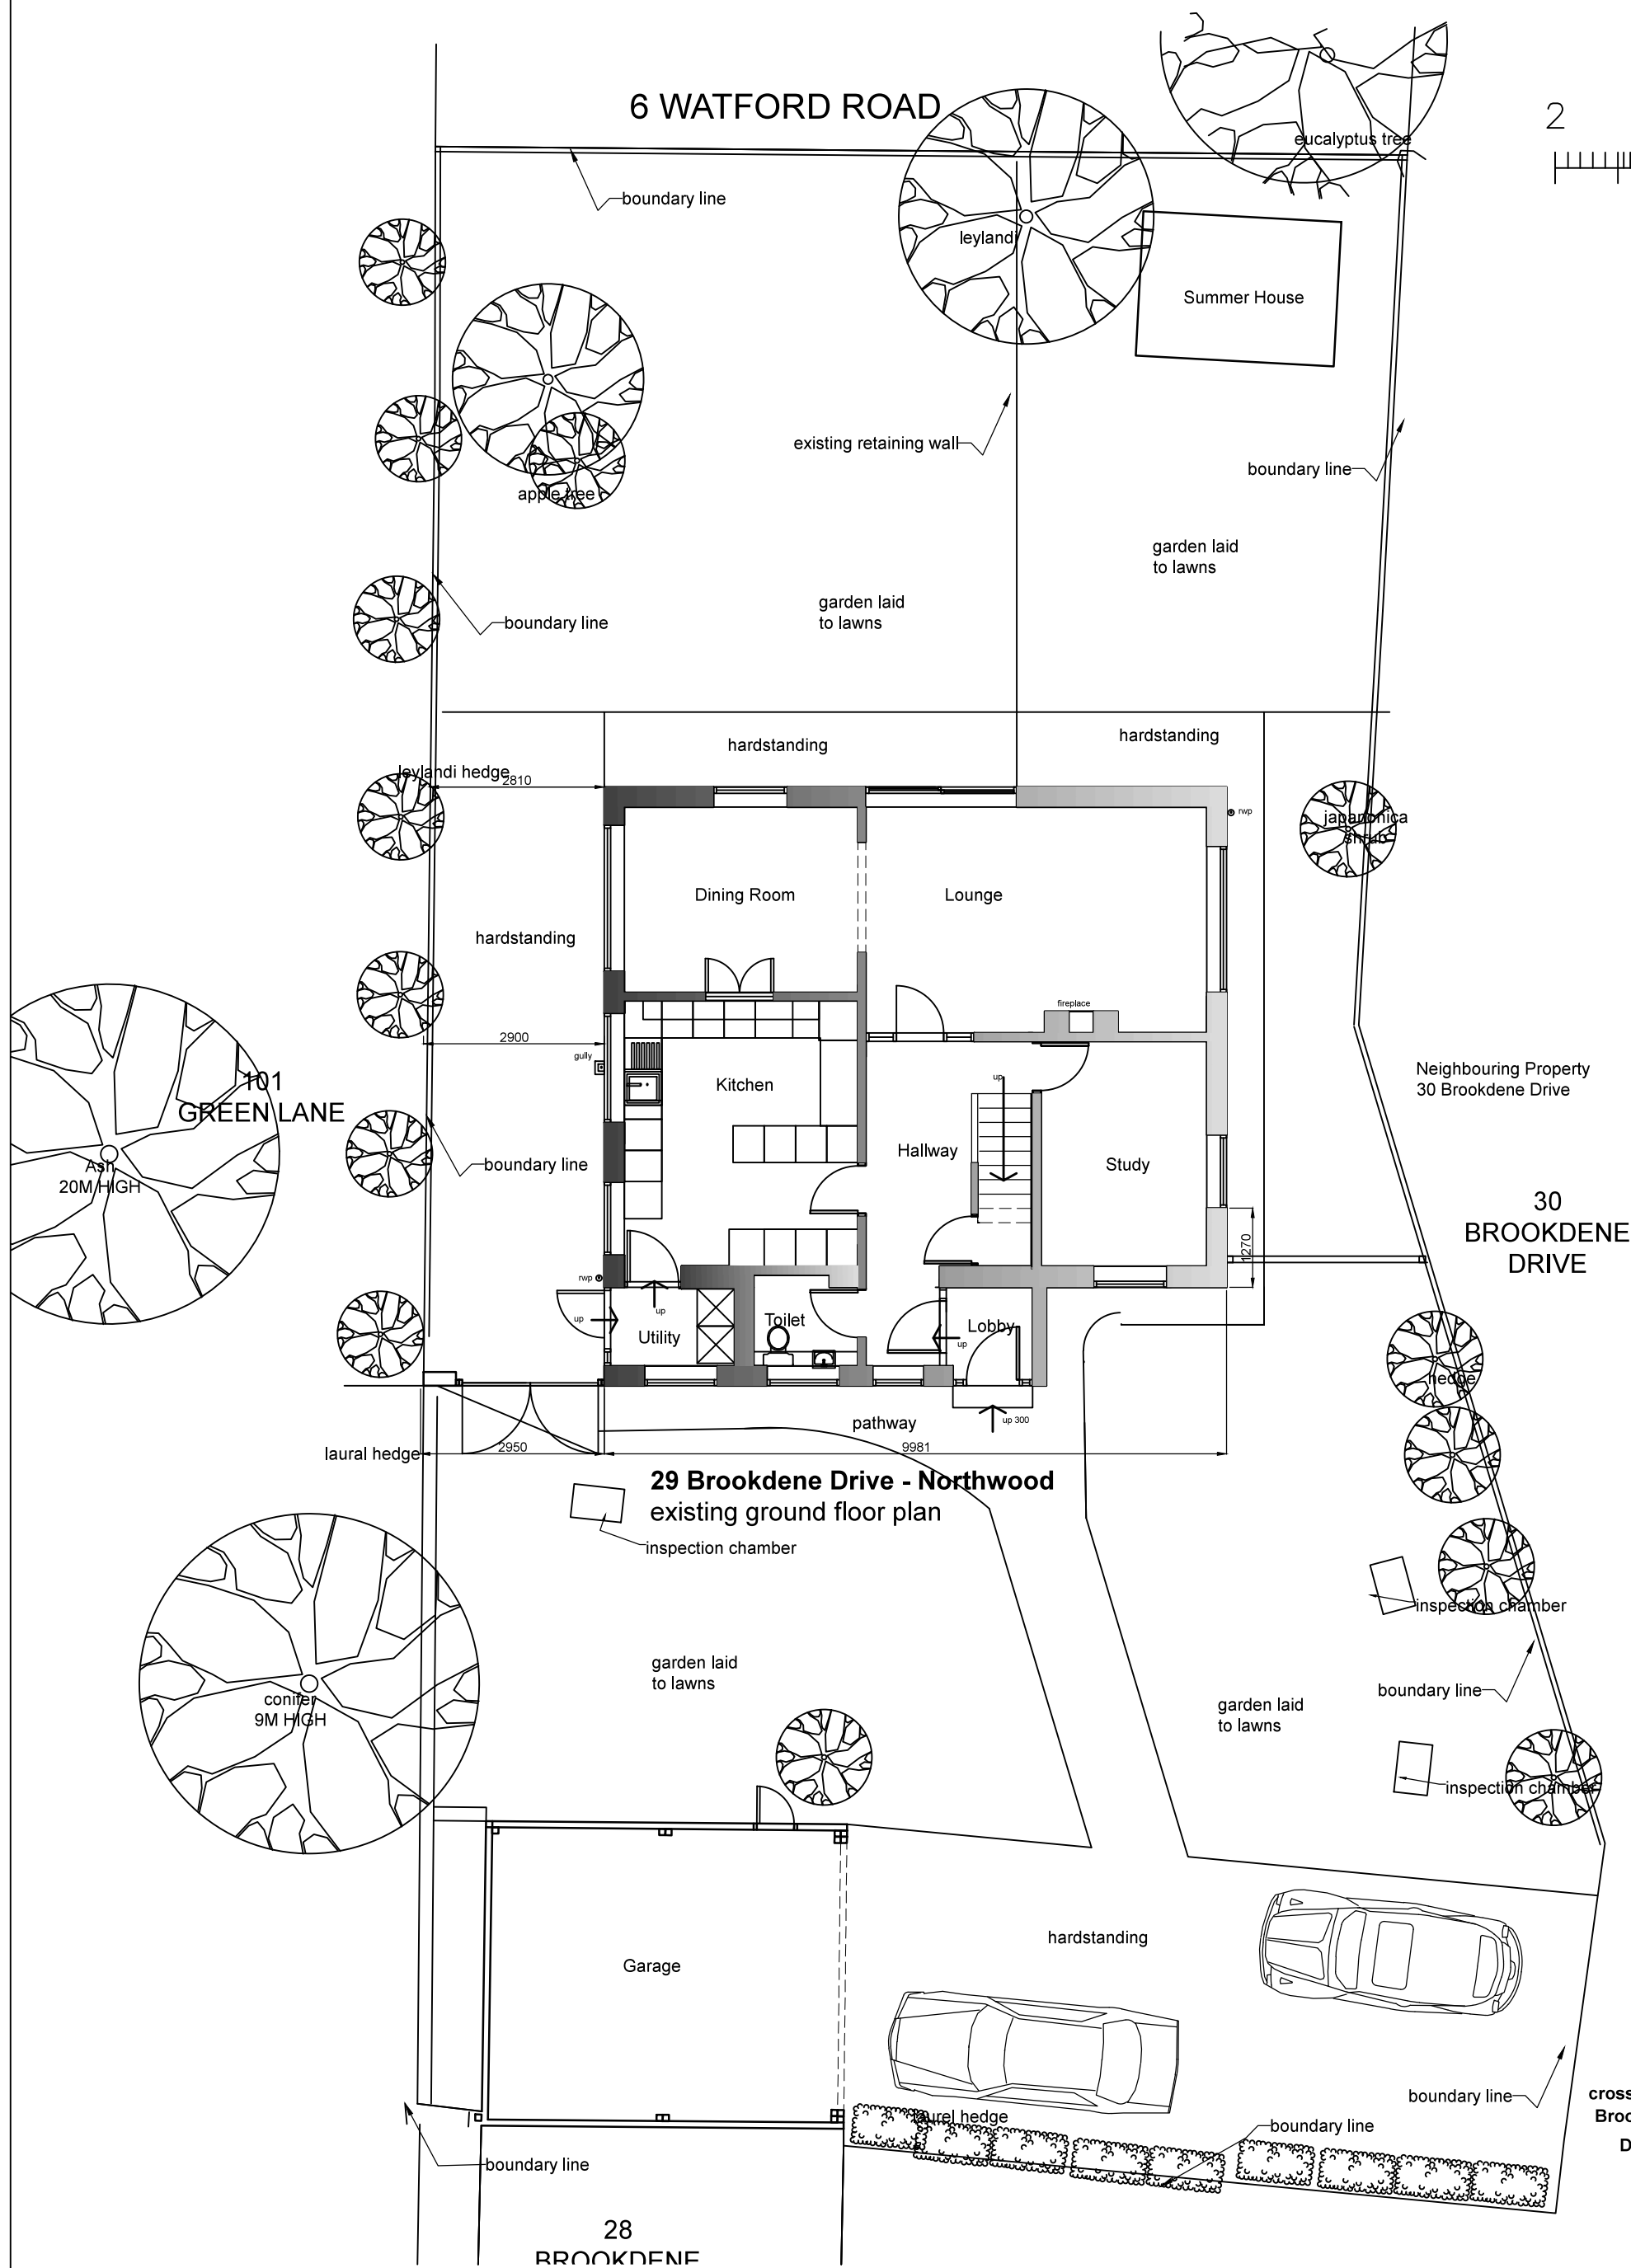 6 WATFORD ROAD
2
eucalyptus tree
boundary line
leylandi
Summer House
existing retaining wall
boundary line
apple tree
garden laid
to lawns
garden laid
to lawns
boundary line
hardstanding
hardstanding
leylandi hedge
2810
rwp
japanonica
shrub
Dining Room
Lounge
hardstanding
fireplace
2900
gully
Kitchen
up
Neighbouring Property
30 Brookdene Drive
101
GREEN LANE
Hallway
Study
boundary line
Ash
20M HIGH
30
BROOKDENE
DRIVE
1270
rwp
up
up
Utility
Toilet
Lobby
up
hedge
pathway
up 300
laural hedge
2950
9981
29 Brookdene Drive - Northwood
existing ground floor plan
inspection chamber
inspection chamber
garden laid
to lawns
boundary line
conifer
9M HIGH
garden laid
to lawns
inspection chamber
hardstanding
Garage
boundary line
cross
Broo
D
laurel hedge
boundary line
boundary line
28
BROOKDENE